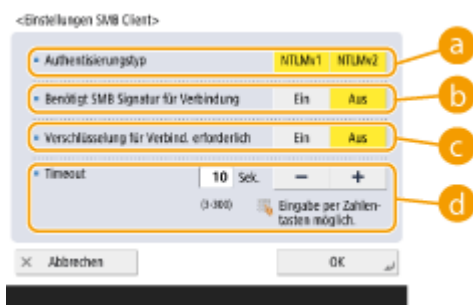 <Einstellungen SMB Client>
Authentisierungstyp NTLMv1 NTLMv2
a
Benötigt SMB Signatur für Verbindung Ein Aus
b
Verschlüsselung für Verbind. erforderlich Ein Aus
c
Timeout 10 Sek. − +
(3-300) Eingabe per Zahlen-
tasten möglich.
d
× Abbrechen OK